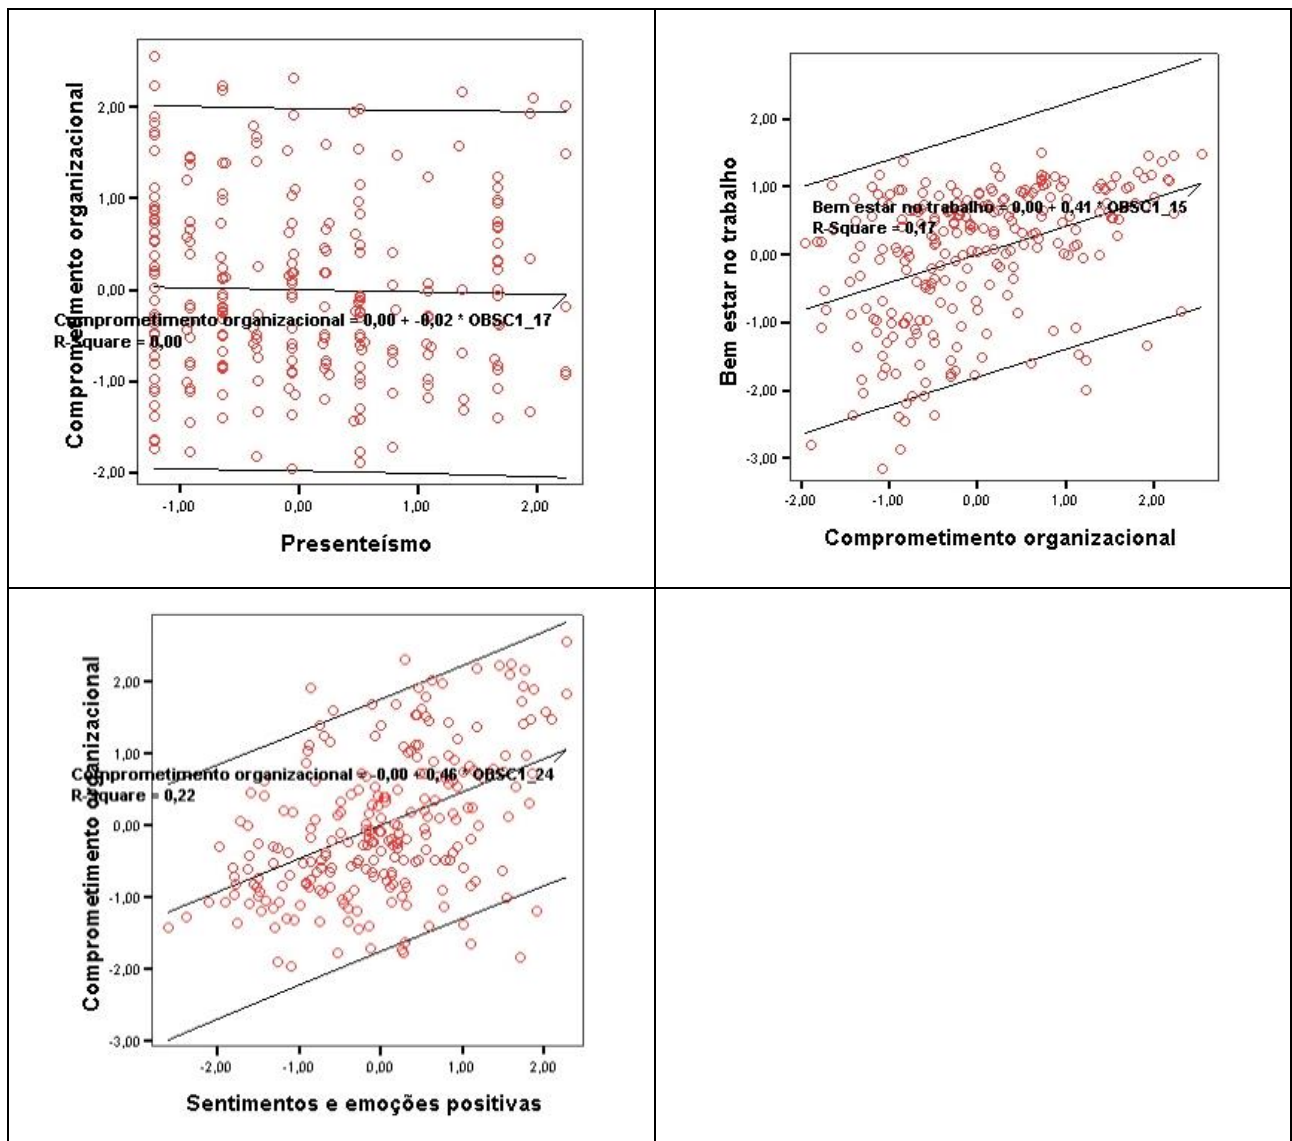 Comprometimento organizacional
2,00
1,00
0,00
-1,00
-2,00
Comprometimento organizacional = 0,00 + -0,02 * OBSC1_17
R-Square = 0,00
-1,00 0,00 1,00 2,00
Presenteísmo
Bem estar no trabalho
2,00
1,00
0,00
-1,00
-2,00
-3,00
Bem estar no trabalho = 0,00 + 0,41 * OBSC1_15
R-Square = 0,17
-2,00 -1,00 0,00 1,00 2,00
Comprometimento organizacional
Comprometimento organizacional
2,00
1,00
0,00
-1,00
-2,00
-3,00
Comprometimento organizacional = -0,00 + 0,46 * OBSC1_24
R-Square = 0,22
-2,00 -1,00 0,00 1,00 2,00
Sentimentos e emoções positivas